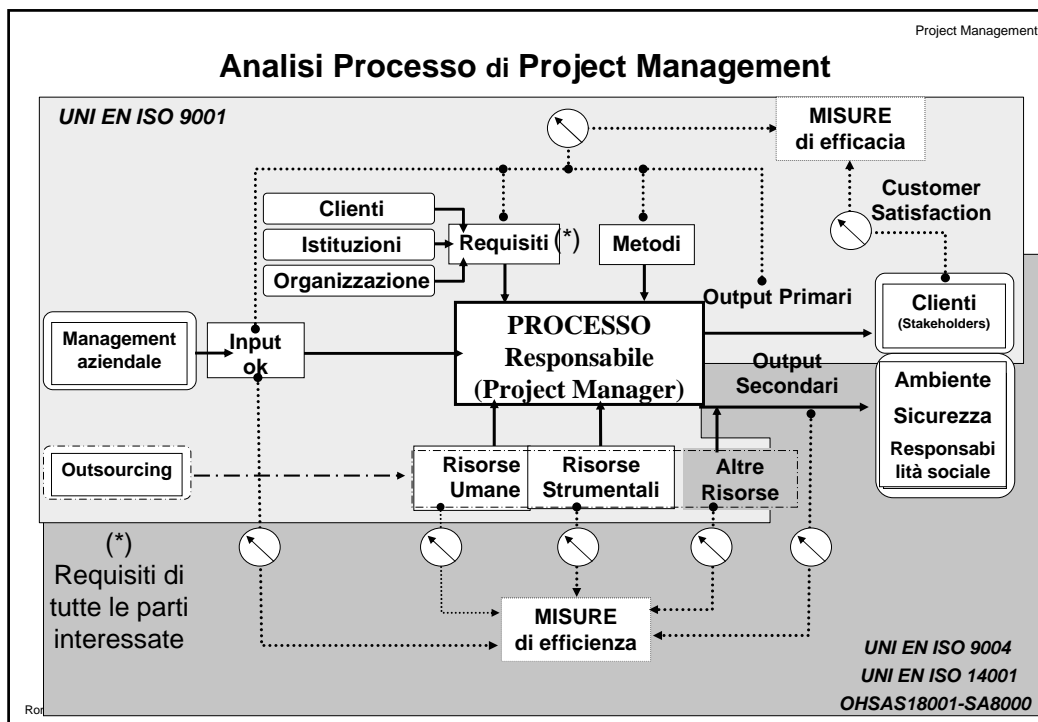 Project Management
Analisi Processo di Project Management
UNI EN ISO 9001
MISURE
di efficacia
Customer
Satisfaction
Clienti
Istituzioni
Organizzazione
Requisiti (*)
Metodi
Output Primari
Clienti
(Stakeholders)
Management
aziendale
Input
ok
PROCESSO
Responsabile
(Project Manager)
Output
Secondari
Ambiente
Sicurezza
Responsabi
lità sociale
Outsourcing
Risorse
Umane
Risorse
Strumentali
Altre
Risorse
(*)
Requisiti di
tutte le parti
interessate
MISURE
di efficienza
UNI EN ISO 9004
UNI EN ISO 14001
OHSAS18001-SA8000